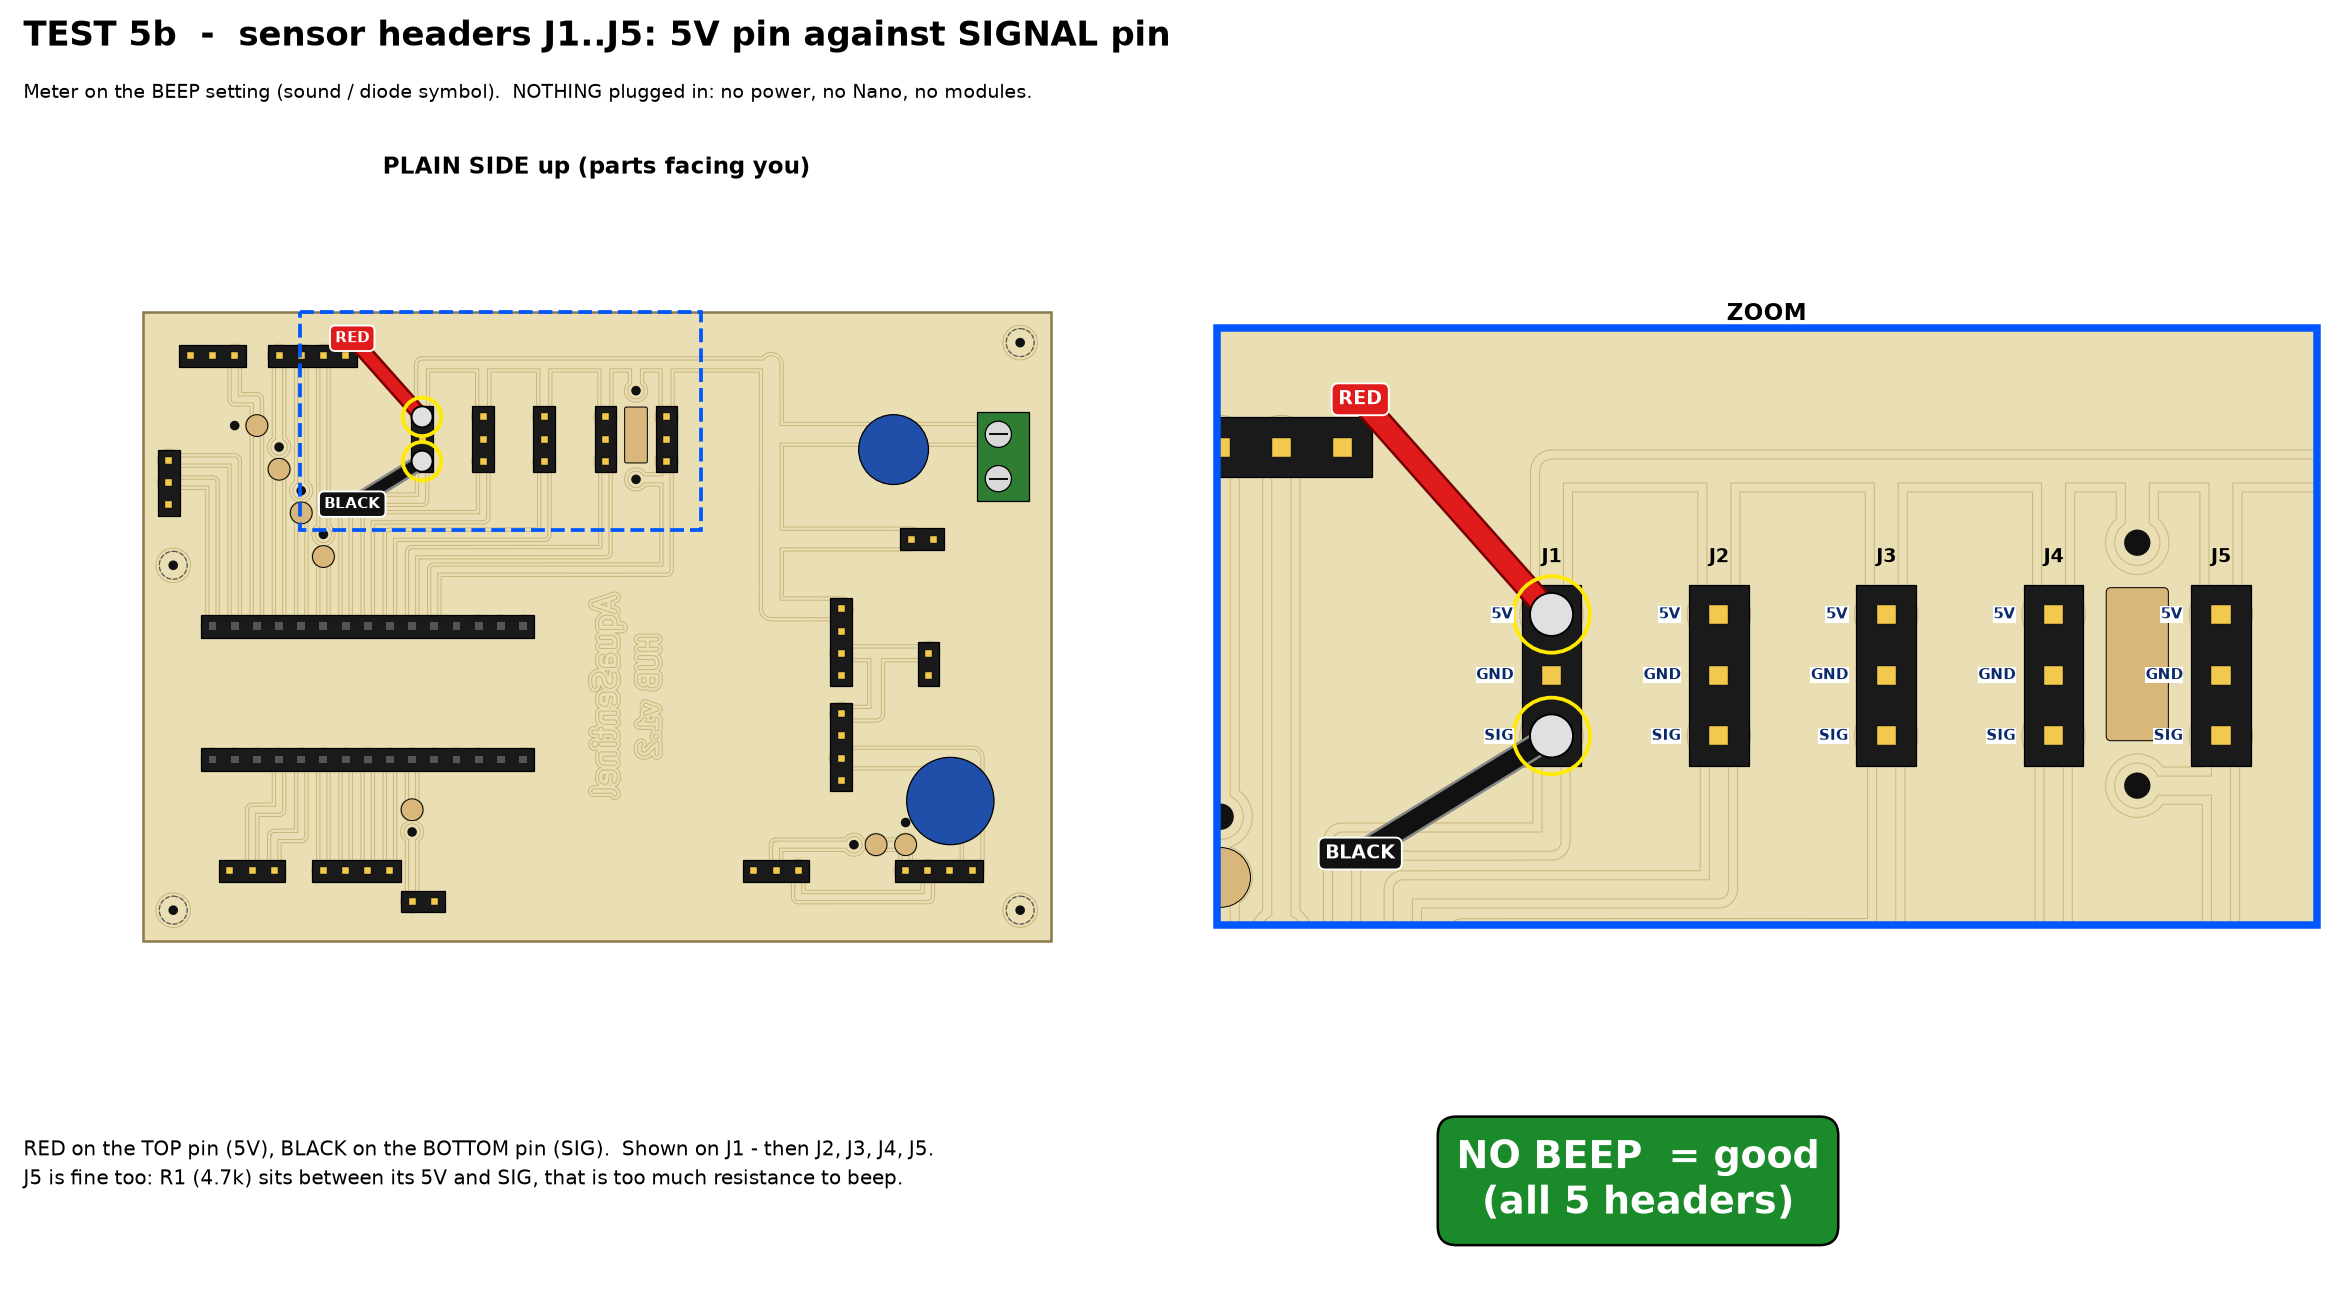 TEST 5b - sensor headers J1..J5: 5V pin against SIGNAL pin
Meter on the BEEP setting (sound / diode symbol). NOTHING plugged in: no power, no Nano, no modules.
PLAIN SIDE up (parts facing you)
RED
BLACK
AquaSentinel
HUB v1.2
ZOOM
RED
J1 J2 J3 J4 J5
5V 5V 5V 5V 5V
GND GND GND GND GND
SIG SIG SIG SIG SIG
BLACK
RED on the TOP pin (5V), BLACK on the BOTTOM pin (SIG). Shown on J1 - then J2, J3, J4, J5.
J5 is fine too: R1 (4.7k) sits between its 5V and SIG, that is too much resistance to beep.
NO BEEP = good
(all 5 headers)